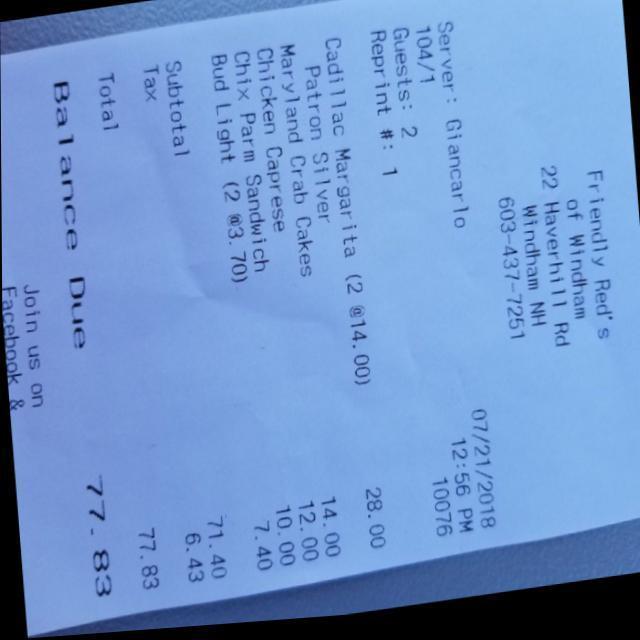 Friendly Red's
of Windham
22 Haverhill Rd
Windham NH
603-437-7251
Server: Giancarlo 07/21/2018
104/1 12:56 PM
Guests: 2 10076
Reprint #: 1
Cadillac Margarita (2 @14.00) 28.00
Patron Silver
Maryland Crab Cakes 14.00
Chicken Caprese 12.00
Chix Parm Sandwich 10.00
Bud Light (2 @3.70) 7.40
Subtotal 71.40
Tax 6.43
Total 77.83
Balance Due 77.83
Join us on
Facebook &